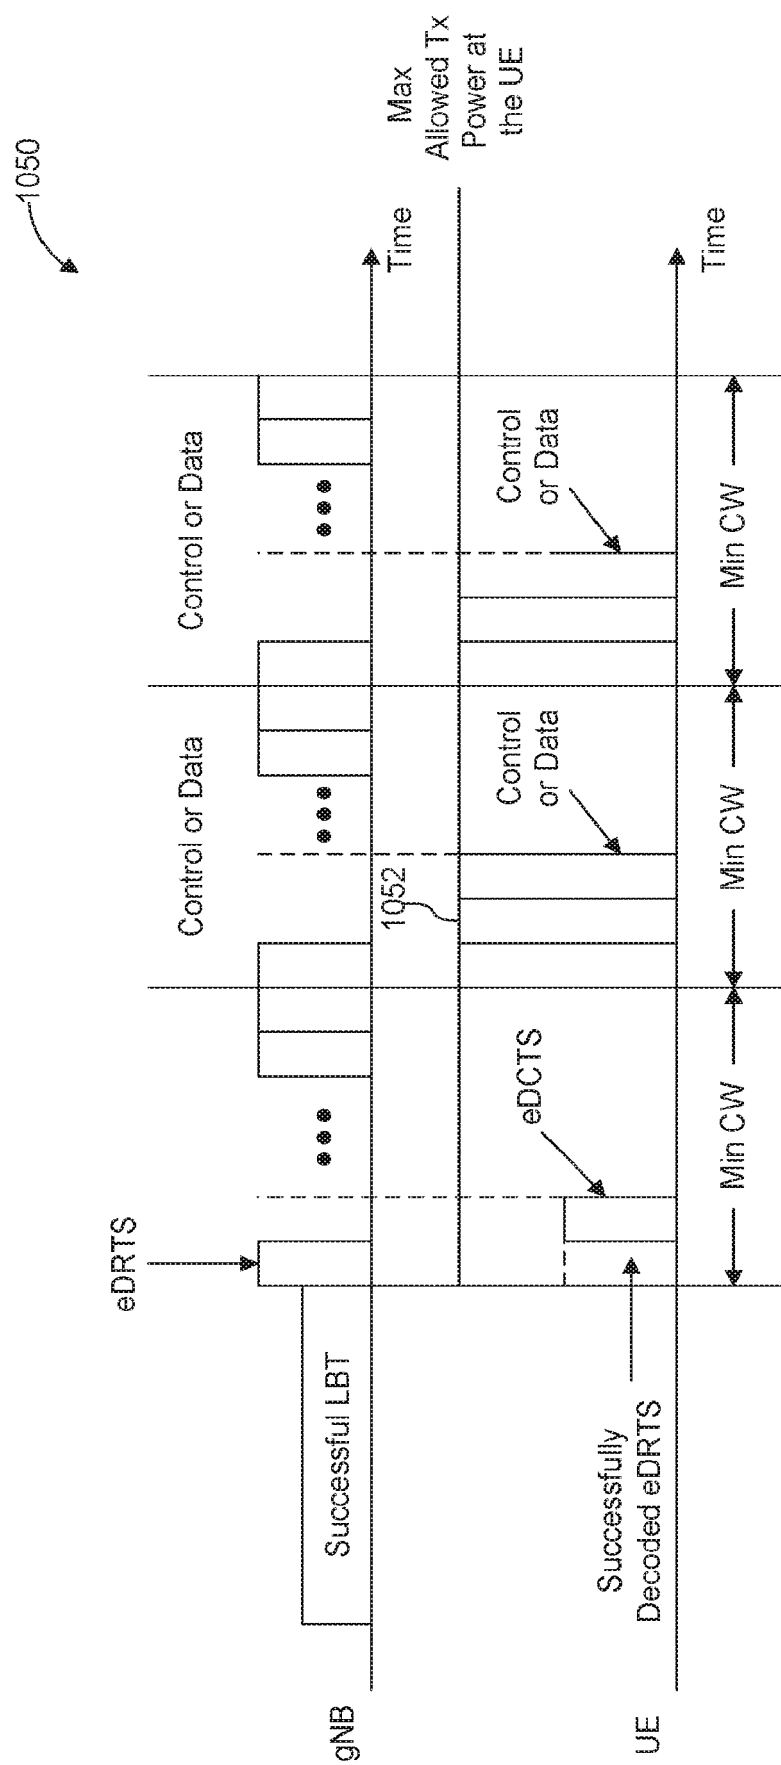 1050
eDRTS
Control or Data
Control or Data
gNB
Successful LBT
Time
1052
Max
Allowed Tx
Power at
the UE
eDCTS
Control
or Data
Control
or Data
UE
Successfully
Decoded eDRTS
Time
Min CW
Min CW
Min CW